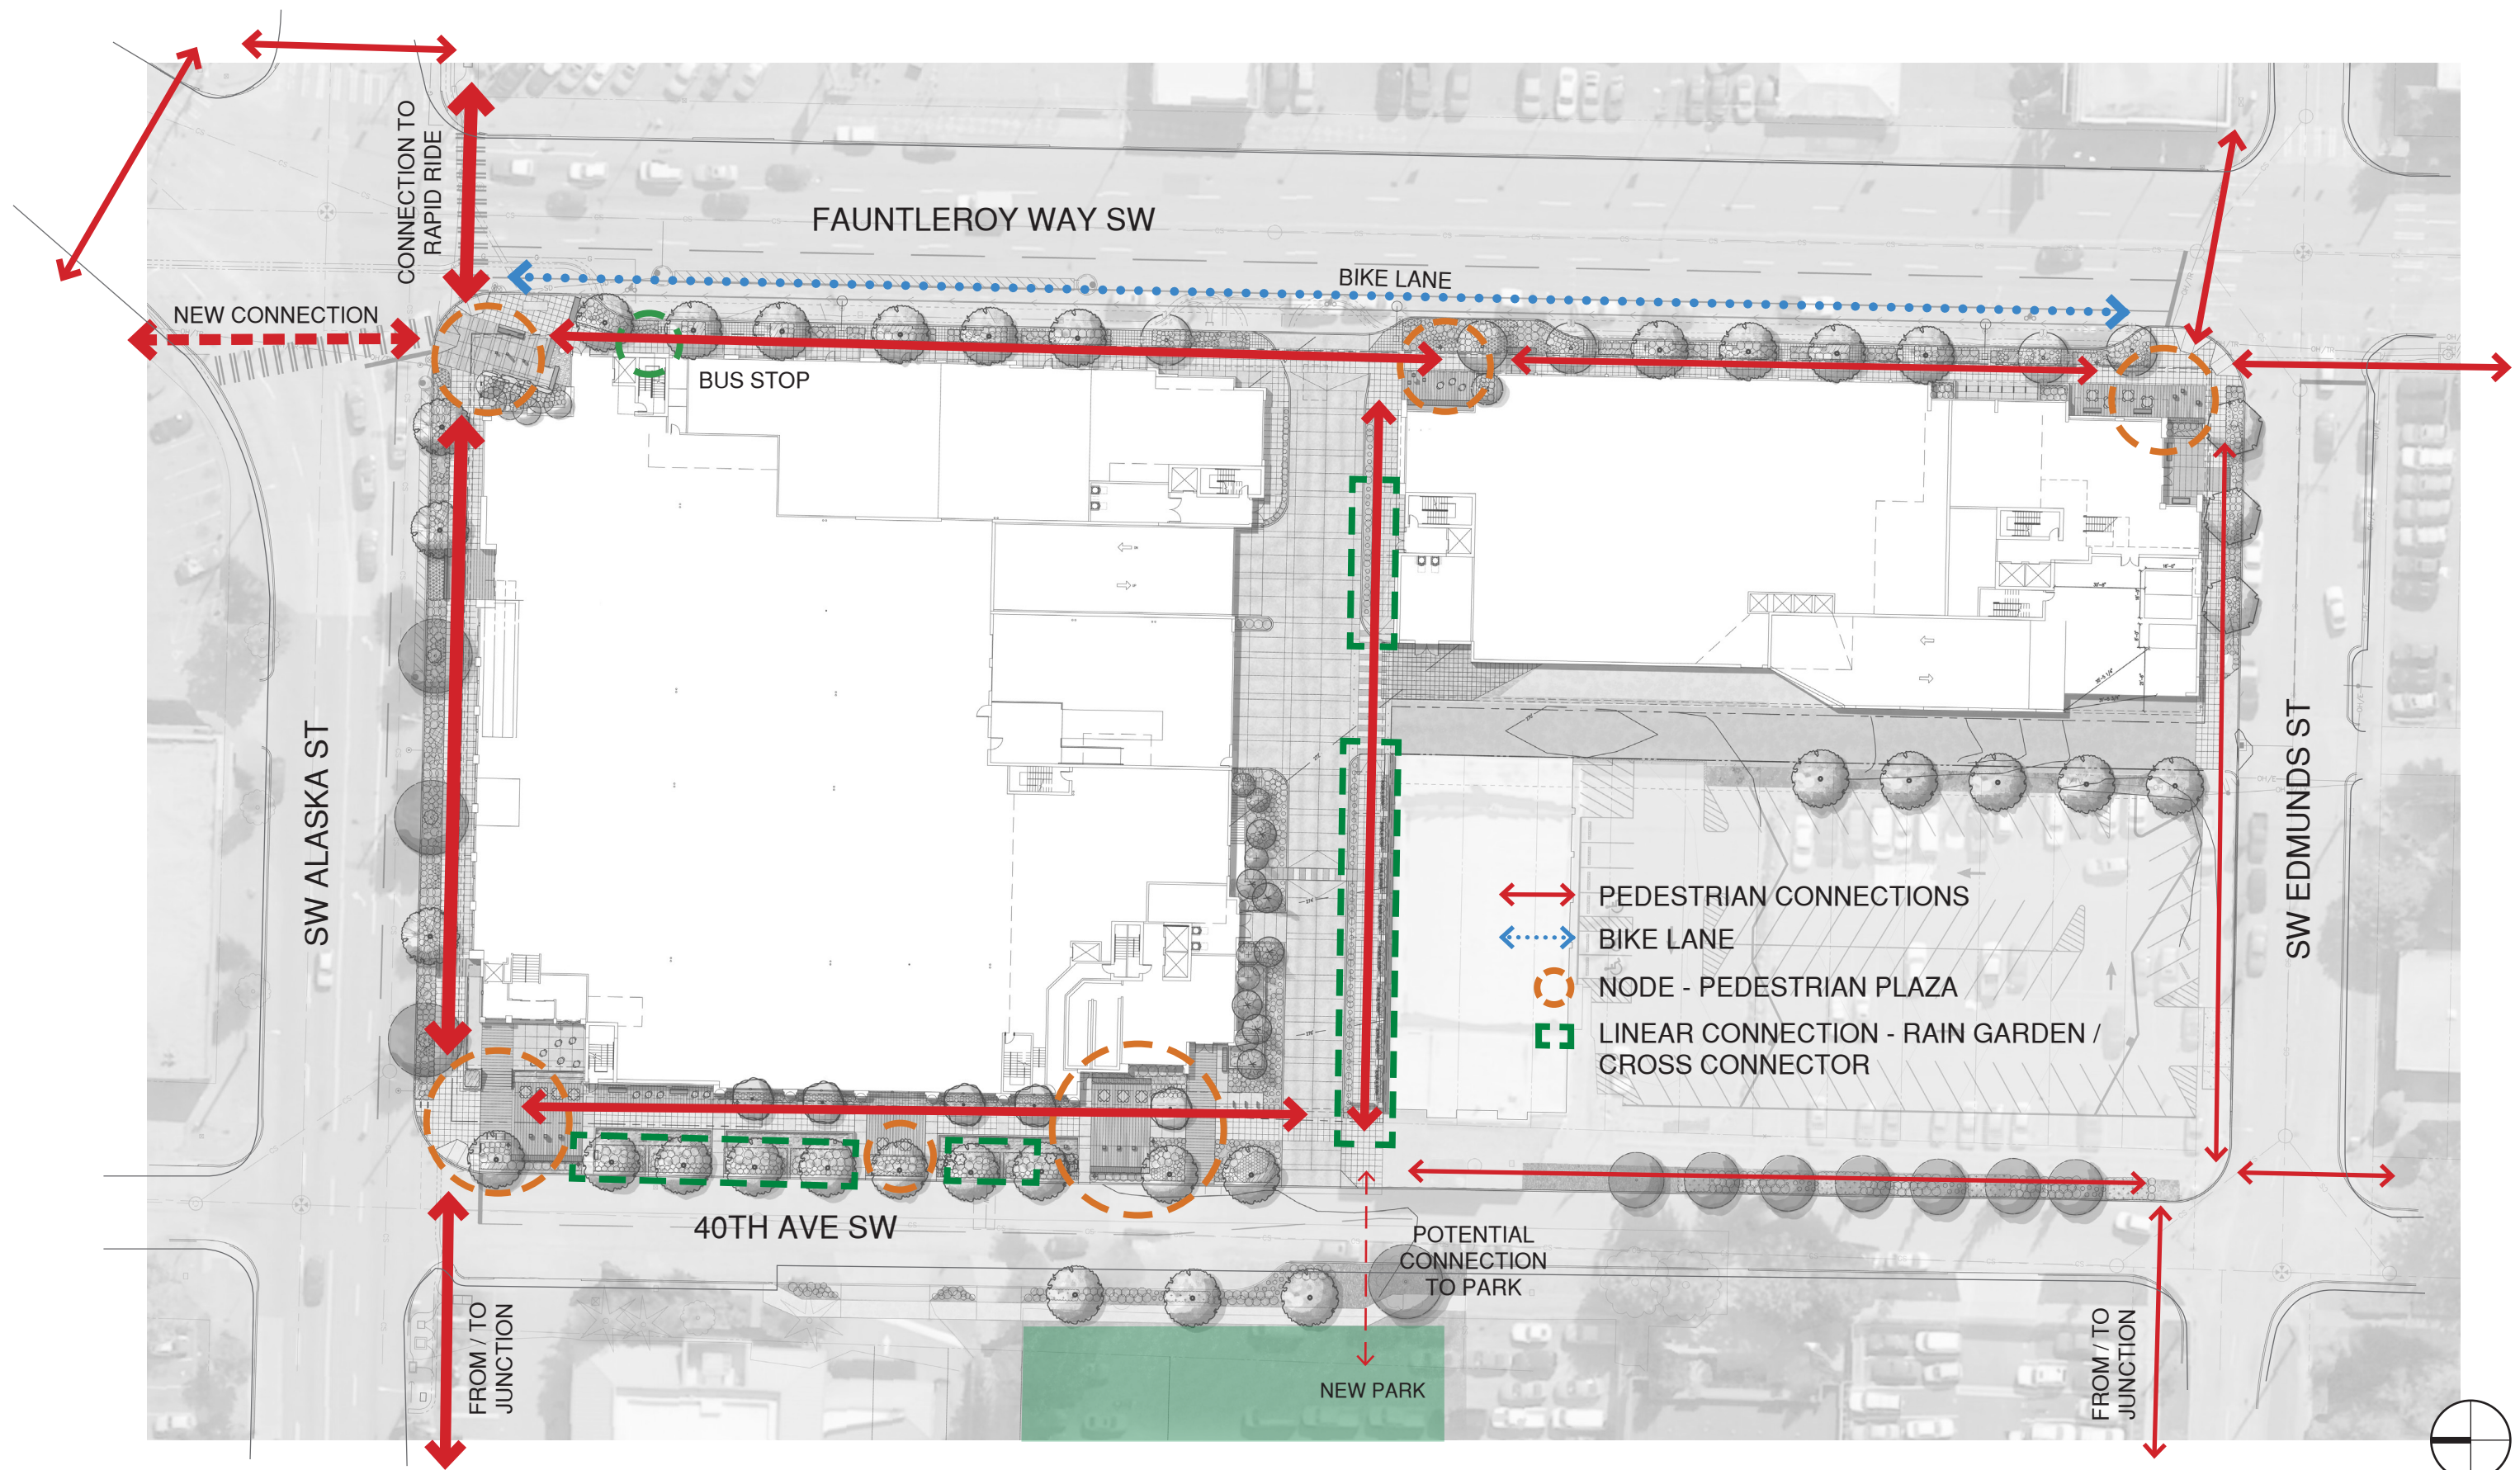 CONNECTION TO
RAPID RIDE
FAUNTLEROY WAY SW
BIKE LANE
NEW CONNECTION
BUS STOP
SW ALASKA ST
SW EDMUNDS ST
PEDESTRIAN CONNECTIONS
BIKE LANE
NODE - PEDESTRIAN PLAZA
LINEAR CONNECTION - RAIN GARDEN /
CROSS CONNECTOR
40TH AVE SW
POTENTIAL
CONNECTION
TO PARK
FROM / TO
JUNCTION
NEW PARK
FROM / TO
JUNCTION